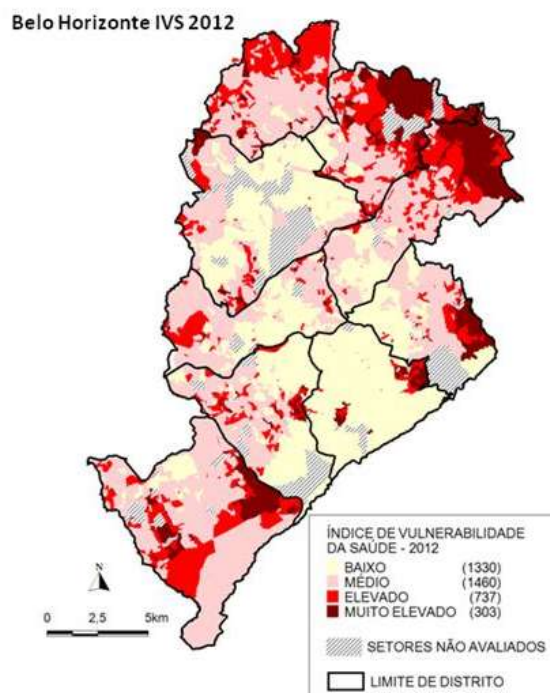 Belo Horizonte IVS 2012
N
0 2,5 5km
ÍNDICE DE VULNERABILIDADE
DA SAÚDE - 2012
BAIXO (1330)
MÉDIO (1460)
ELEVADO (737)
MUITO ELEVADO (303)
SETORES NÃO AVALIADOS
LIMITE DE DISTRITO